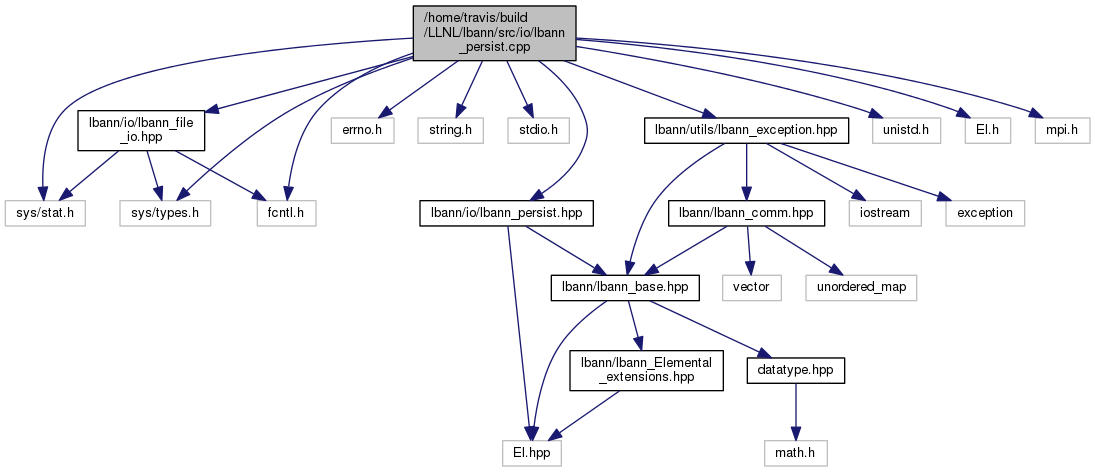 /home/travis/build
/LLNL/lbann/src/io/lbann
_persist.cpp
lbann/io/lbann_file
_io.hpp
errno.h
string.h
stdio.h
lbann/utils/lbann_exception.hpp
unistd.h
El.h
mpi.h
sys/stat.h
sys/types.h
fcntl.h
lbann/io/lbann_persist.hpp
lbann/lbann_comm.hpp
iostream
exception
lbann/lbann_base.hpp
vector
unordered_map
lbann/lbann_Elemental
_extensions.hpp
datatype.hpp
El.hpp
math.h